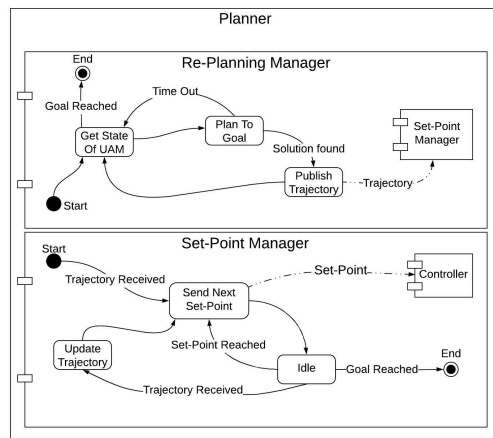 Planner
Re-Planning Manager
End
Time Out
Goal Reached
Get State
Of UAM
Plan To
Goal
Set-Point
Manager
Solution found
Publish
Trajectory
Trajectory
Start
Set-Point Manager
Start
Set-Point
Controller
Trajectory Received
Send Next
Set-Point
Update
Trajectory
Set-Point Reached
Idle
Goal Reached
End
Trajectory Received